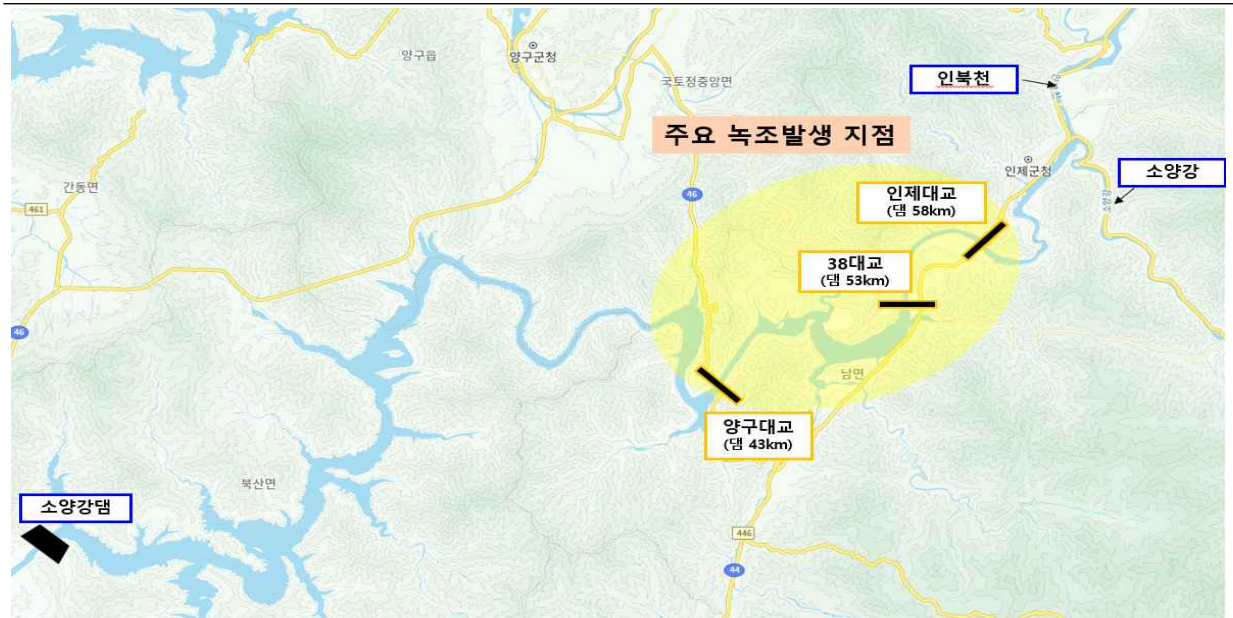 양구읍
양구군청
국토정중앙면
인북천
주요 녹조발생 지점
인제군청
소양강
간동면
461
46
인제대교
(댐 58km)
소양강
38대교
(댐 53km)
46
남면
양구대교
(댐 43km)
북산면
소양강댐
446
44